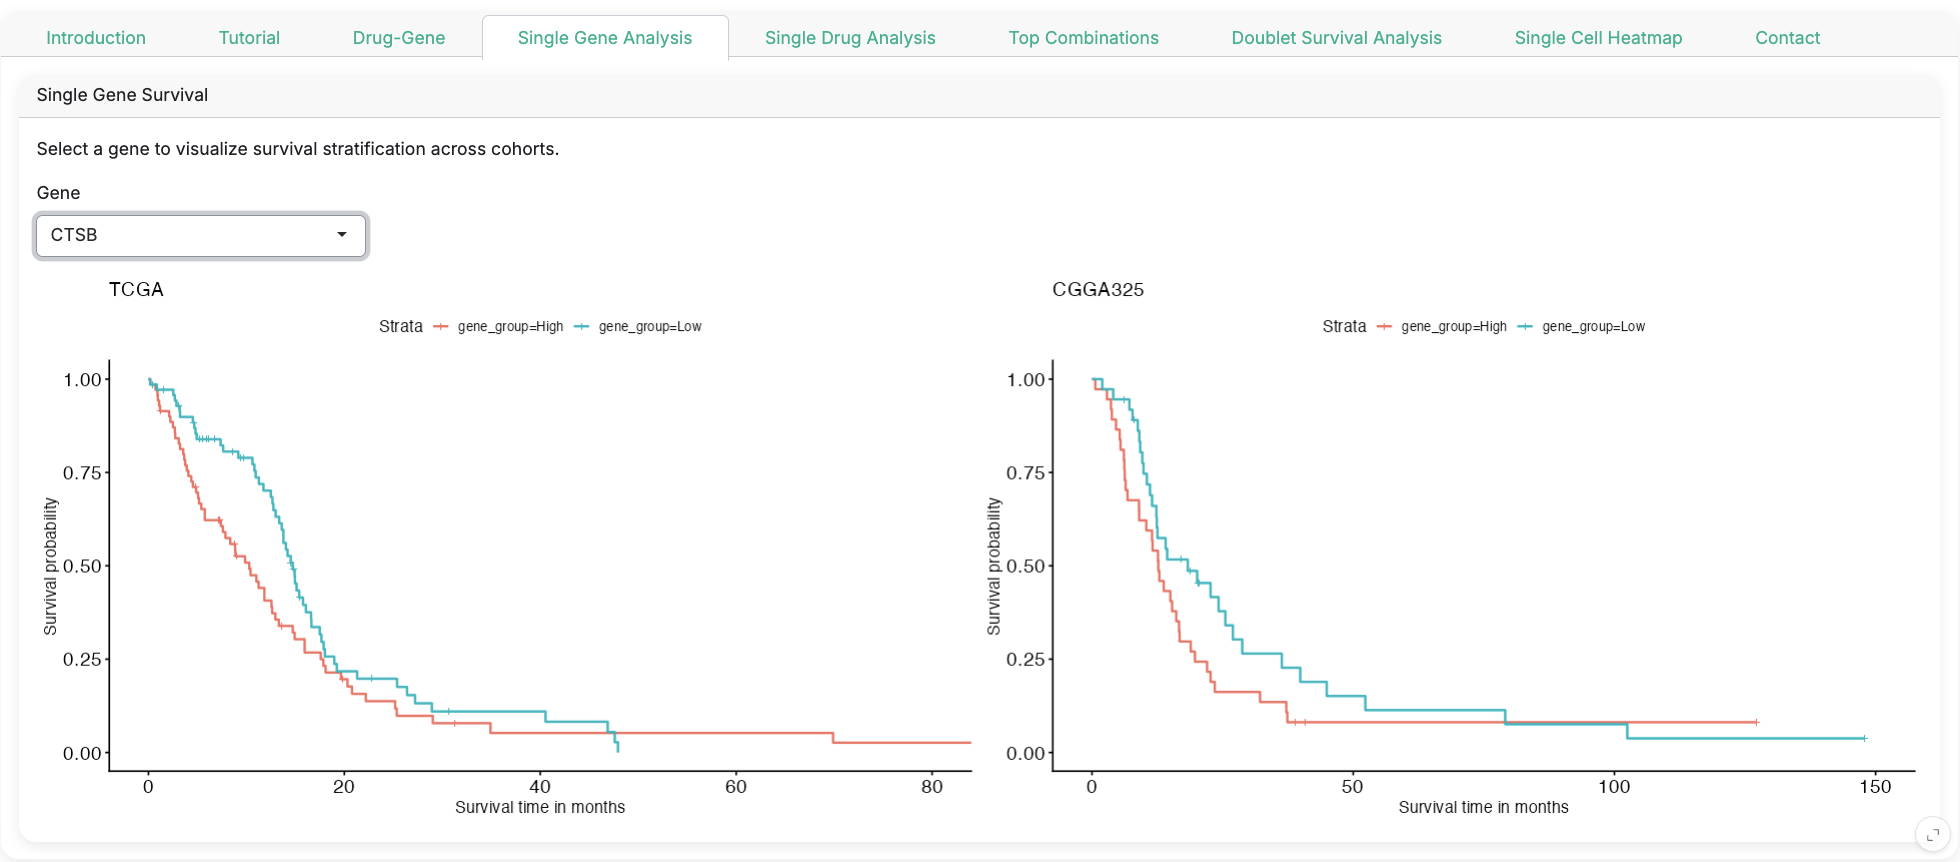 Introduction Tutorial Drug-Gene Single Gene Analysis Single Drug Analysis Top Combinations Doublet Survival Analysis Single Cell Heatmap Contact
Single Gene Survival
Select a gene to visualize survival stratification across cohorts.
Gene
CTSB
TCGA
Strata gene_group=High gene_group=Low
Survival probability
1.00
0.75
0.50
0.25
0.00
0 20 40 60 80
Survival time in months
CGGA325
Strata gene_group=High gene_group=Low
Survival probability
1.00
0.75
0.50
0.25
0.00
0 50 100 150
Survival time in months